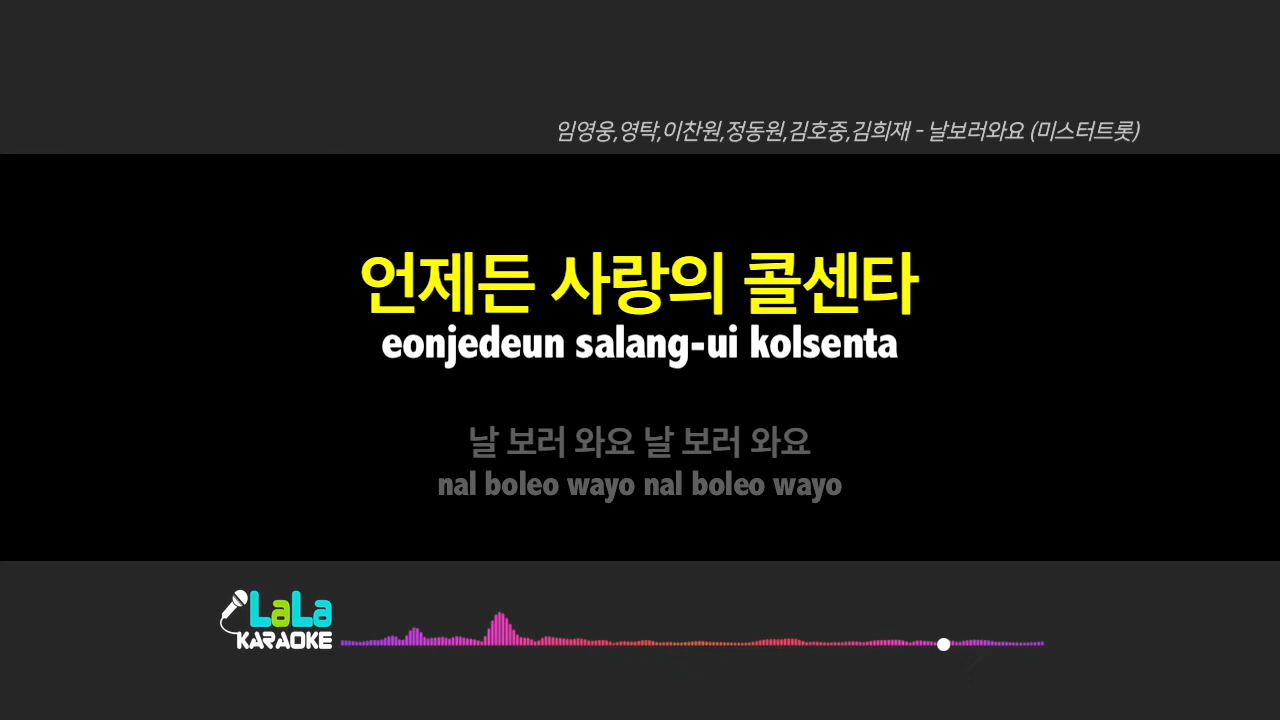 임영웅,영탁,이찬원,정동원,김호중,김희재 - 날보러와요 (미스터트롯)
언제든 사랑의 콜센타
eonjedeun salang-ui kolsenta
날 보러 와요 날 보러 와요
nal boleo wayo nal boleo wayo
LaLa
KARAOKE